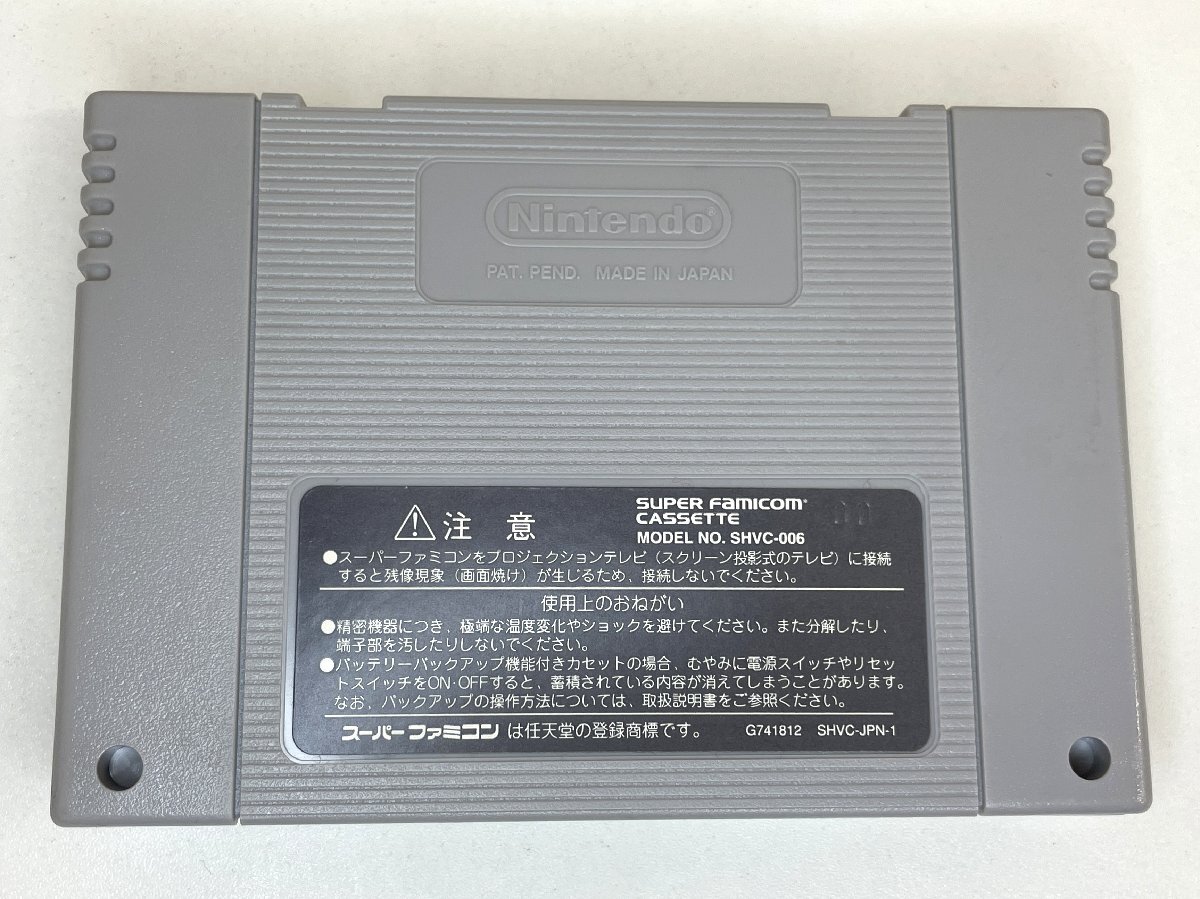 Nintendo®
PAT. PEND. MADE IN JAPAN
⚠注意
SUPER FAMICOM®
CASSETTE
MODEL NO. SHVC-006
●スーパーファミコンをプロジェクションテレビ（スクリーン投影式のテレビ）に接続
すると残像現象（画面焼け）が生じるため、接続しないでください。
使用上のおねがい
●精密機器につき、極端な温度変化やショックを避けてください。また分解したり、
端子部を汚したりしないでください。
●バッテリーバックアップ機能付きカセットの場合、むやみに電源スイッチやリセッ
トスイッチをON・OFFすると、蓄積されている内容が消えてしまうことがあります。
なお、バックアップの操作方法については、取扱説明書をご参照ください。
スーパーファミコンは任天堂の登録商標です。 G741812 SHVC-JPN-1